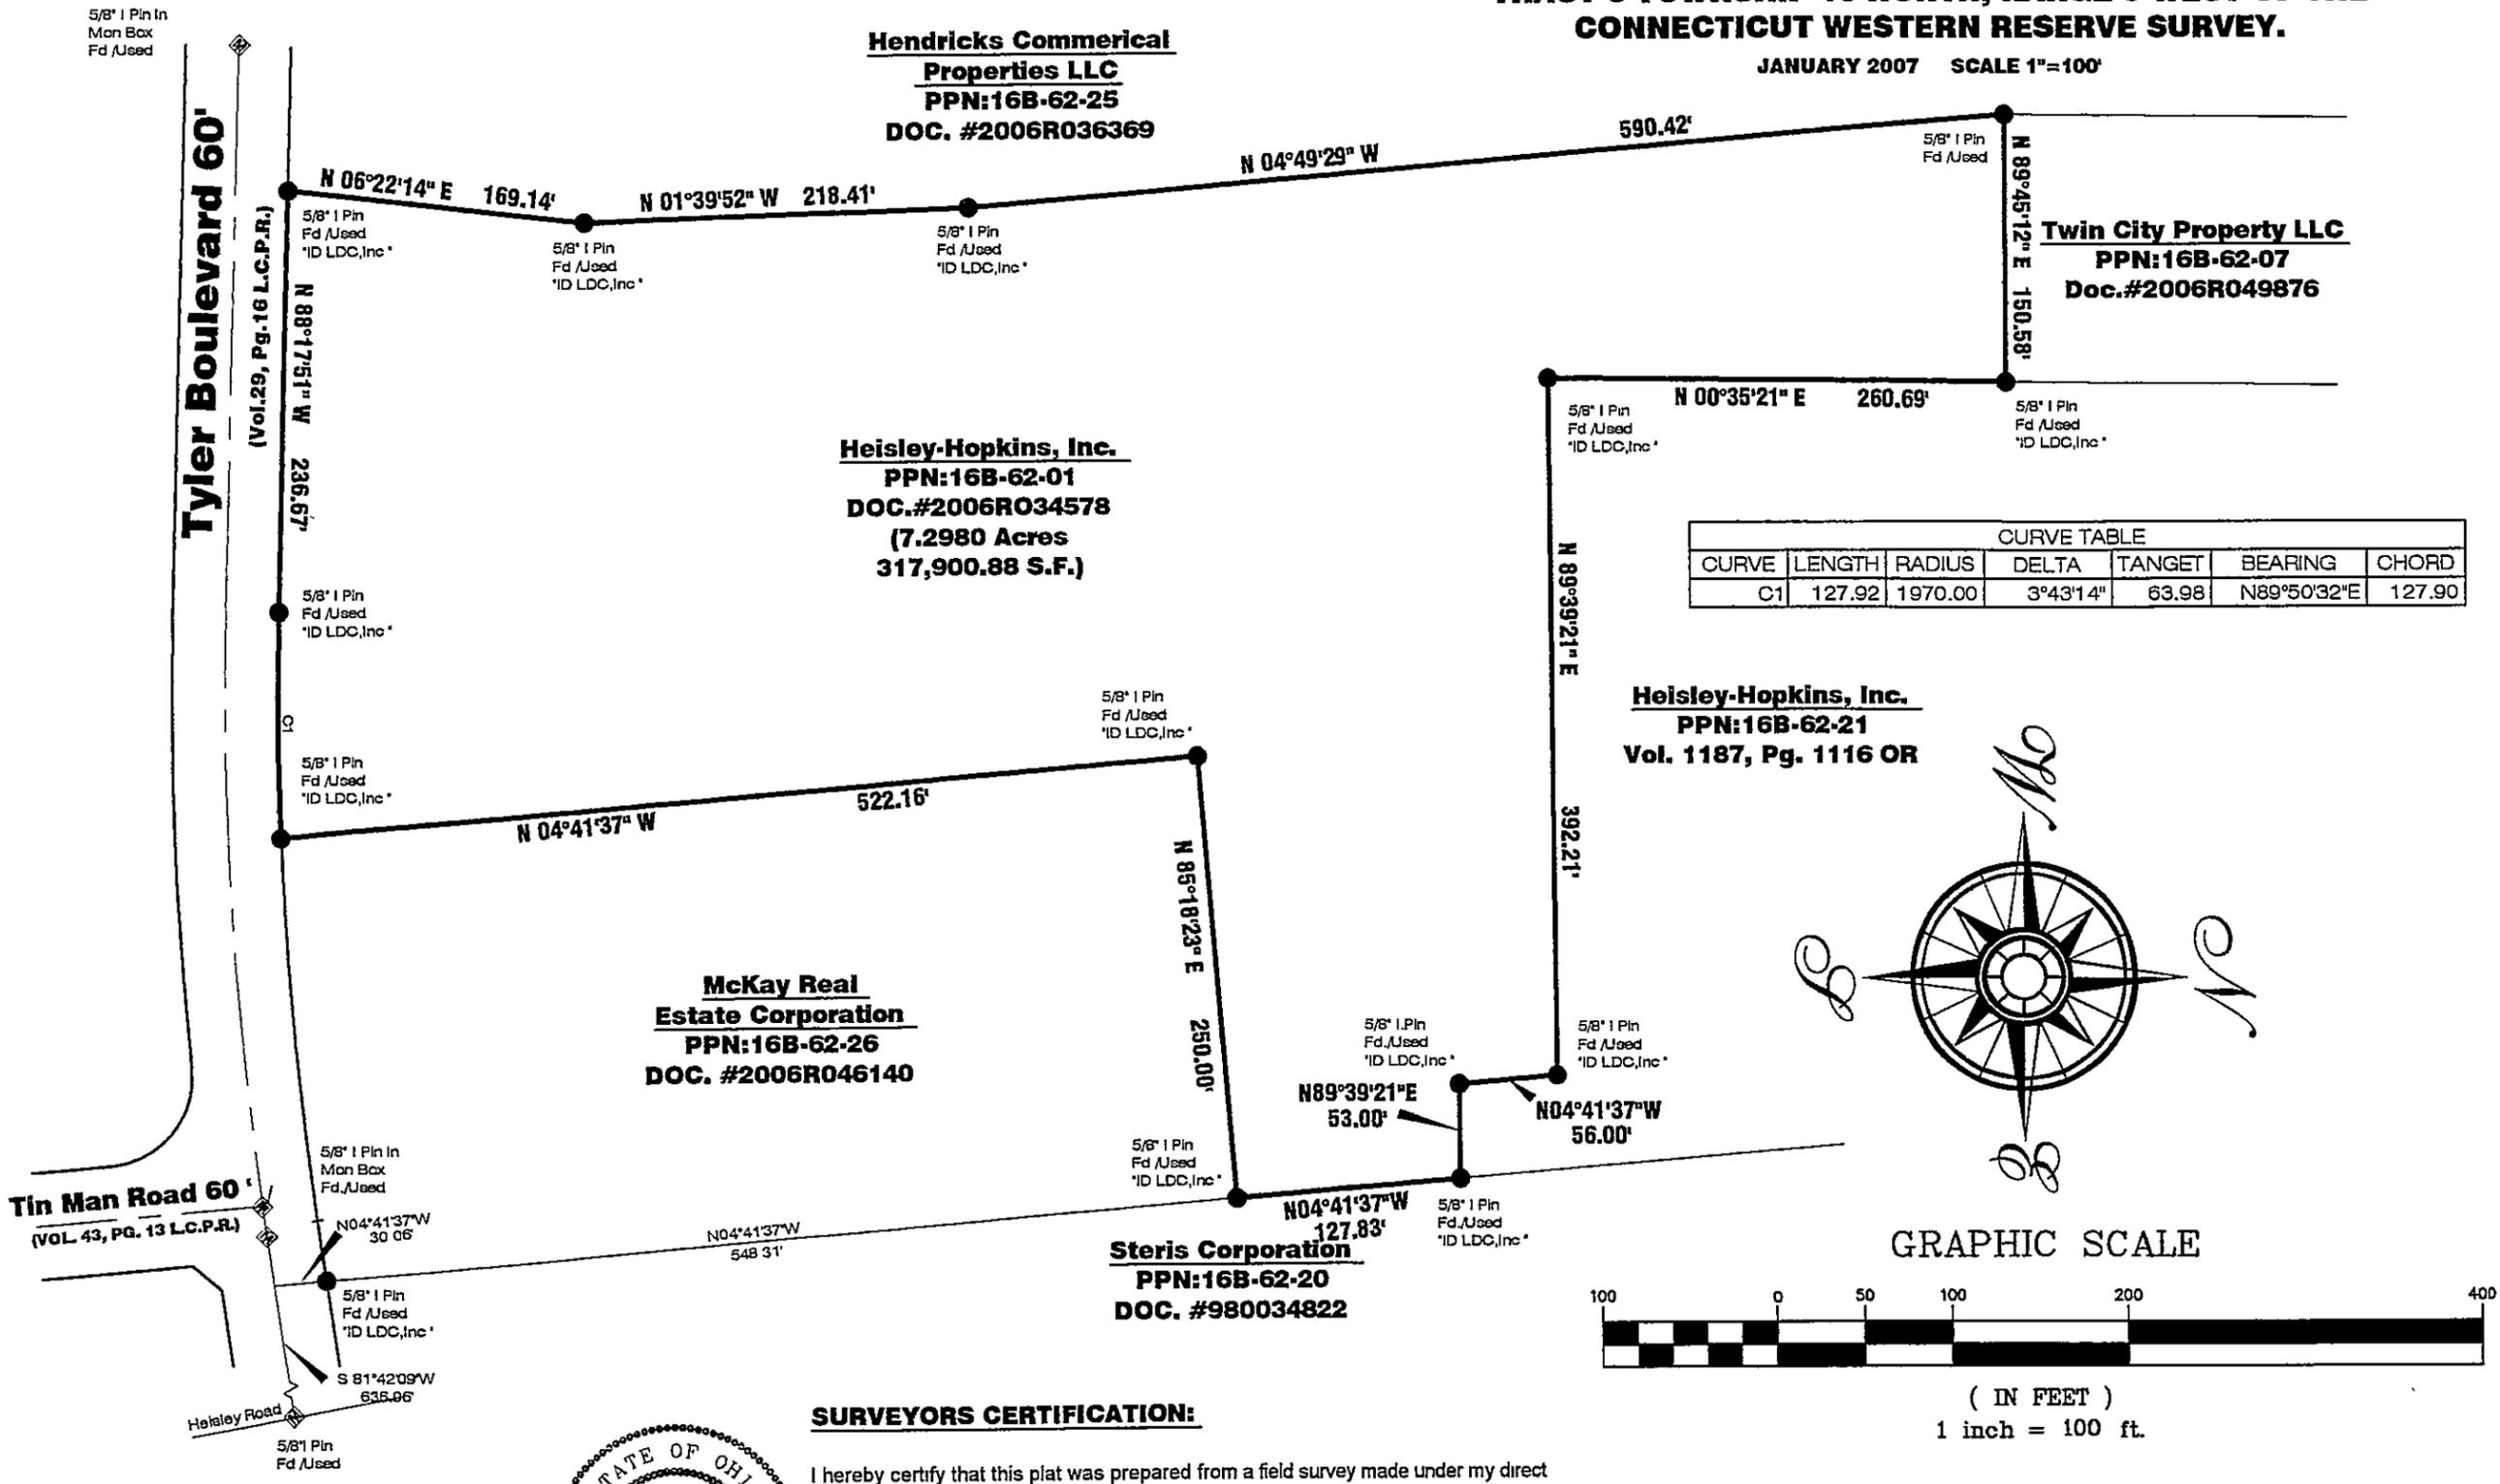 CONNECTICUT WESTERN RESERVE SURVEY.
JANUARY 2007 SCALE 1"=100'
5/8" I Pin In
Mon Box
Fd /Used
Hendricks Commerical
Properties LLC
PPN:16B-62-25
DOC. #2006R036369
Tyler Boulevard 60'
(Vol.29, Pg.16 L.C.P.R.)
N 06°22'14" E 169.14'
N 01°39'52" W 218.41'
N 04°49'29" W
590.42'
5/8" I Pin
Fd /Used
5/8" I Pin
Fd /Used
"ID LDC,Inc"
5/8" I Pin
Fd /Used
"ID LDC,Inc"
5/8" I Pin
Fd /Used
"ID LDC,Inc"
N 89°45'12" E 150.58'
Twin City Property LLC
PPN:16B-62-07
Doc.#2006R049876
N 88°17'51" W 236.67'
N 00°35'21" E 260.69'
5/8" I Pin
Fd /Used
"ID LDC,Inc"
5/8" I Pin
Fd /Used
"ID LDC,Inc"
Heisley-Hopkins, Inc.
PPN:16B-62-01
DOC.#2006RO34578
(7.2980 Acres
317,900.88 S.F.)
CURVE TABLE
CURVE LENGTH RADIUS DELTA TANGET BEARING CHORD
C1 127.92 1970.00 3°43'14" 63.98 N89°50'32"E 127.90
N 89°39'21" E 392.21'
5/8" I Pin
Fd /Used
"ID LDC,Inc"
C1
5/8" I Pin
Fd /Used
"ID LDC,Inc"
5/8" I Pin
Fd /Used
"ID LDC,Inc"
N 04°41'37" W
522.16'
Heisley-Hopkins, Inc.
PPN:16B-62-21
Vol. 1187, Pg. 1116 OR
N 85°18'23" E 250.00'
McKay Real
Estate Corporation
PPN:16B-62-26
DOC. #2006R046140
W
N
S
E
5/8" I.Pin
Fd./Used
"ID LDC,Inc"
5/8" I Pin
Fd /Used
"ID LDC,Inc"
N89°39'21"E
53.00'
N04°41'37"W
56.00'
5/8" I Pin
Fd /Used
"ID LDC,Inc"
N04°41'37"W
127.83'
5/8" I Pin
Fd./Used
"ID LDC,Inc"
5/8" I Pin In
Mon Box
Fd./Used
Tin Man Road 60'
(VOL. 43, PG. 13 L.C.P.R.)
N04°41'37"W
30 06'
N04°41'37"W
548 31'
Steris Corporation
PPN:16B-62-20
DOC. #980034822
5/8" I Pin
Fd /Used
"ID LDC,Inc"
S 81°42'09"W
636.96'
Heisley Road
5/8"I Pin
Fd /Used
GRAPHIC SCALE
100 0 50 100 200 400
( IN FEET )
1 inch = 100 ft.
SURVEYORS CERTIFICATION:
I hereby certify that this plat was prepared from a field survey made under my direct